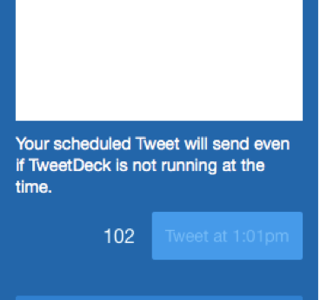 Your scheduled Tweet will send even
if TweetDeck is not running at the
time.
102 Tweet at 1:01pm